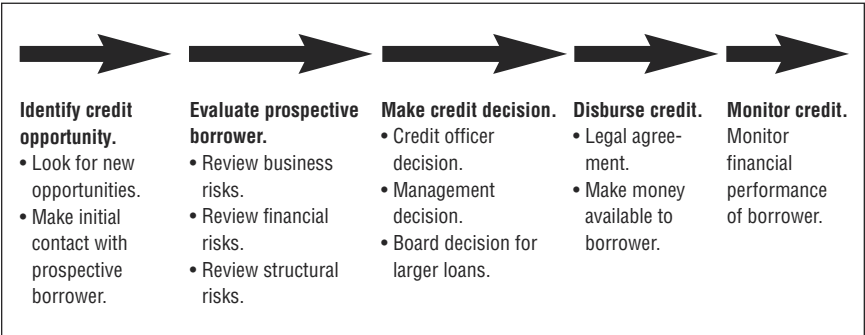 Identify credit
opportunity.
• Look for new
opportunities.
• Make initial
contact with
prospective
borrower.
Evaluate prospective
borrower.
• Review business
risks.
• Review financial
risks.
• Review structural
risks.
Make credit decision.
• Credit officer
decision.
• Management
decision.
• Board decision for
larger loans.
Disburse credit.
• Legal agree-
ment.
• Make money
available to
borrower.
Monitor credit.
Monitor
financial
performance
of borrower.